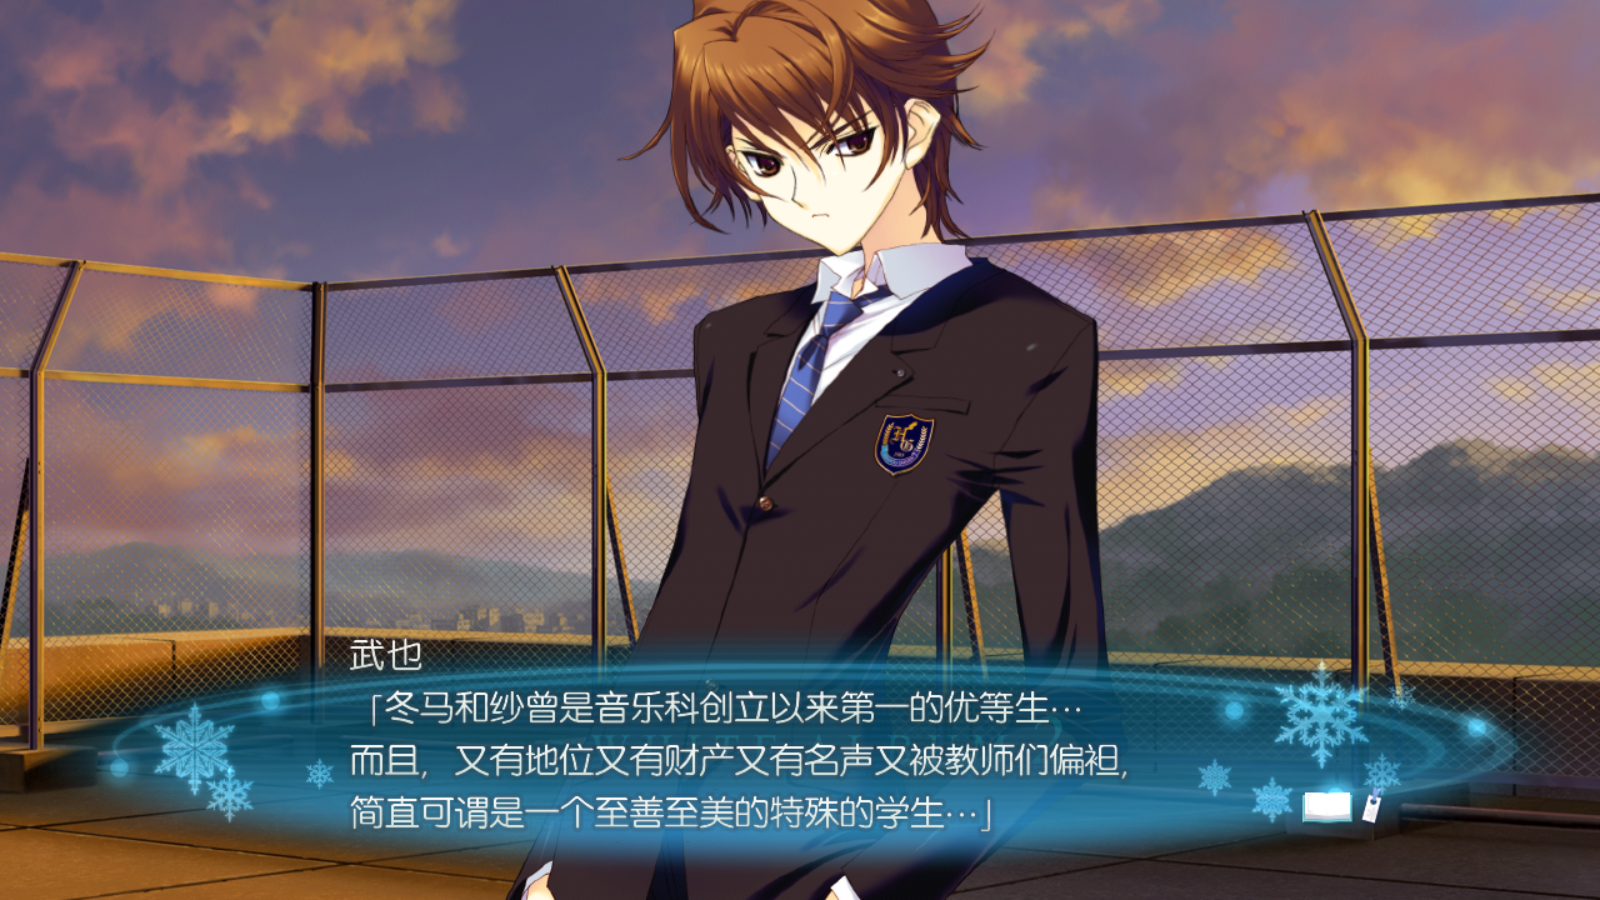 武也
「冬马和纱曾是音乐科创立以来第一的优等生…
而且，又有地位又有财产又有名声又被教师们偏袒，
简直可谓是一个至善至美的特殊的学生…」